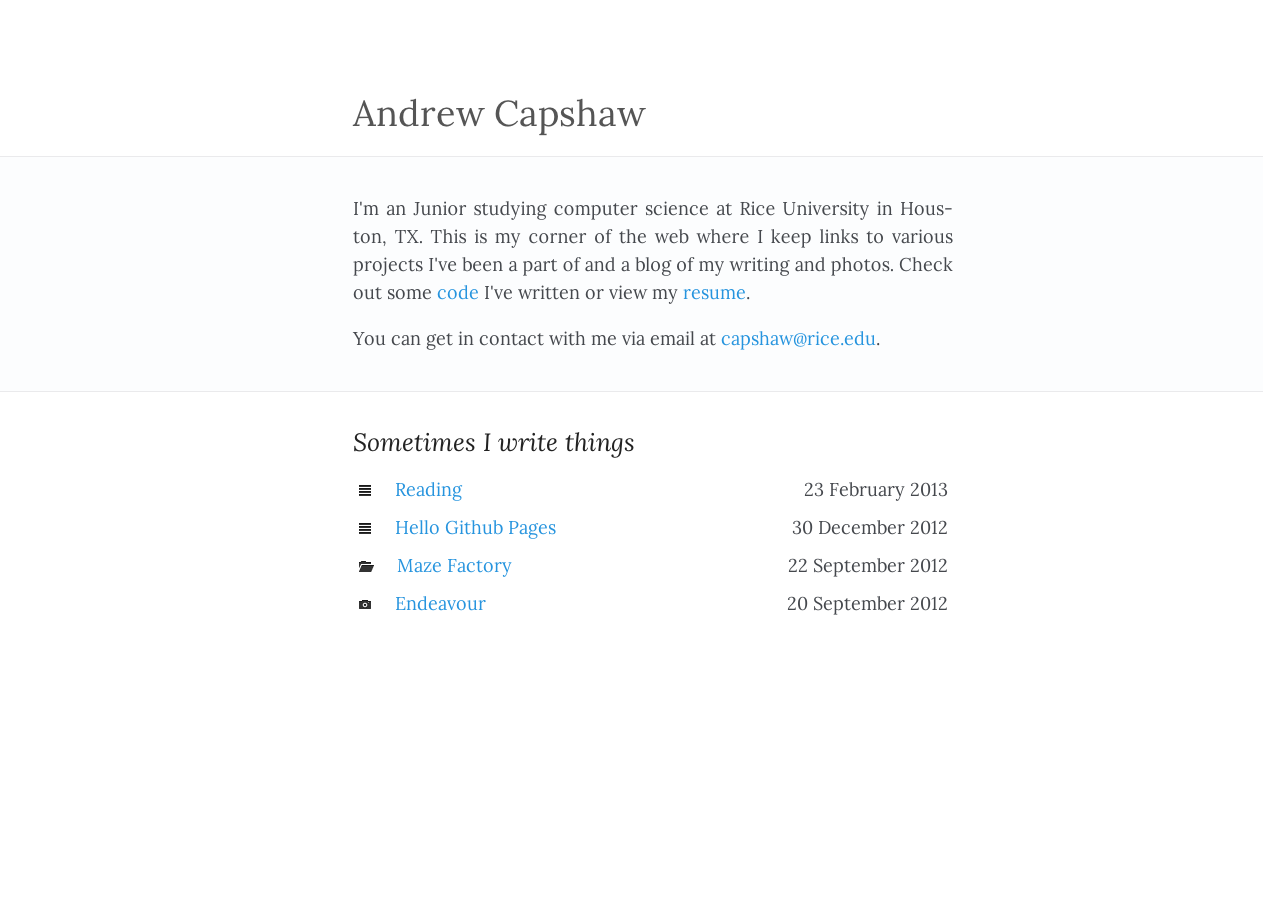 Andrew Capshaw
I'm an Junior studying computer science at Rice University in Hous-
ton, TX. This is my corner of the web where I keep links to various
projects I've been a part of and a blog of my writing and photos. Check
out some code I've written or view my resume.
You can get in contact with me via email at capshaw@rice.edu.
Sometimes I write things
Reading 23 February 2013
Hello Github Pages 30 December 2012
Maze Factory 22 September 2012
Endeavour 20 September 2012